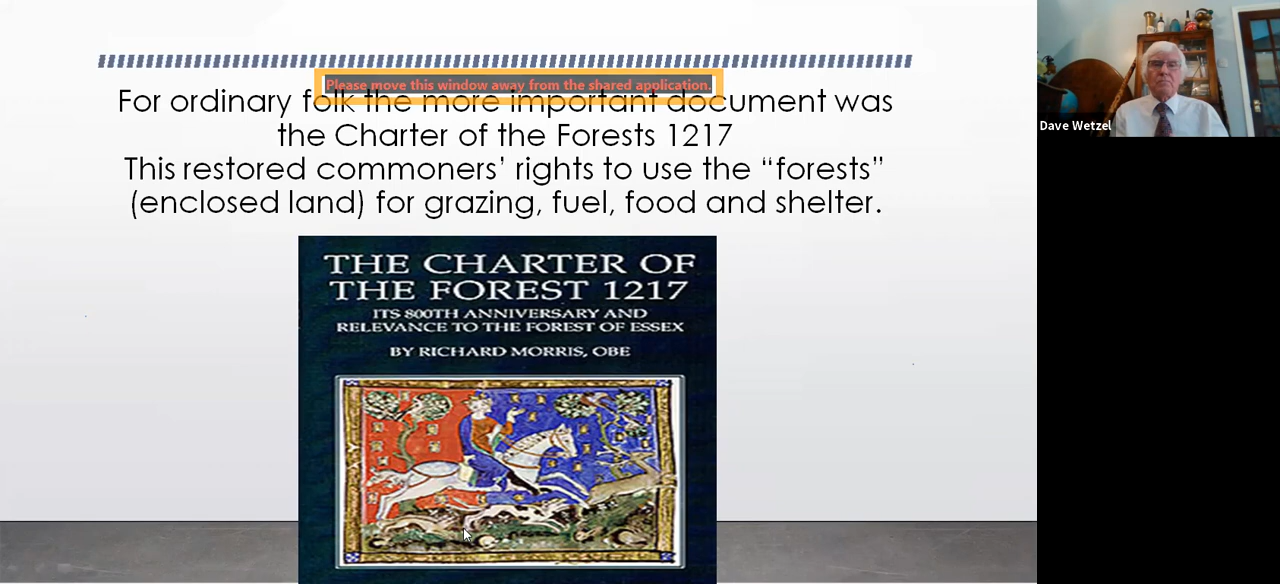 Please move this window away from the shared application.
For ordinary folk the more important document was
the Charter of the Forests 1217
This restored commoners’ rights to use the “forests”
(enclosed land) for grazing, fuel, food and shelter.
THE CHARTER OF
THE FOREST 1217
ITS 800TH ANNIVERSARY AND
RELEVANCE TO THE FOREST OF ESSEX
BY RICHARD MORRIS, OBE
Dave Wetzel